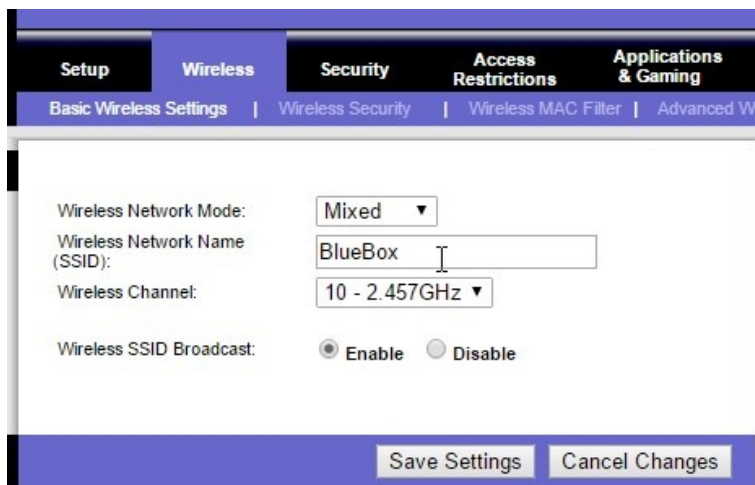 Setup Wireless Security Access Restrictions Applications & Gaming
Basic Wireless Settings | Wireless Security | Wireless MAC Filter | Advanced W
Wireless Network Mode: Mixed
Wireless Network Name
(SSID): BlueBox
Wireless Channel: 10 - 2.457GHz
Wireless SSID Broadcast: Enable Disable
Save Settings Cancel Changes